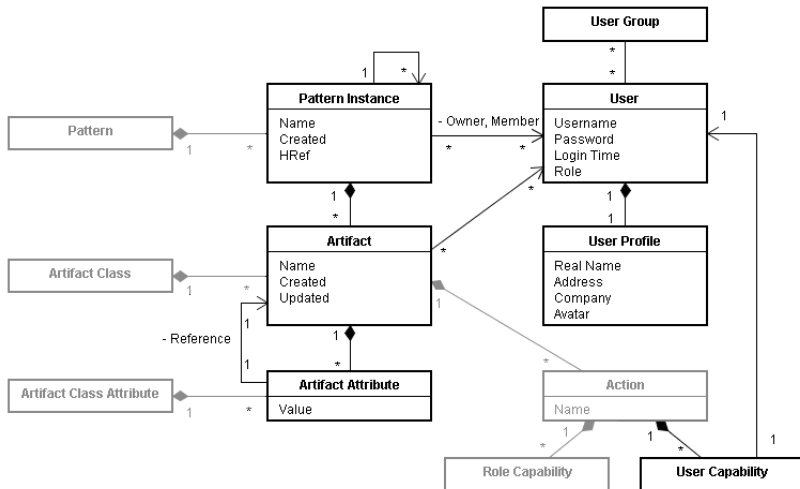 User Group
*
1
*
*
Pattern Instance
User
Name
Created
HRef
- Owner, Member
Username
Password
Login Time
Role
1
Pattern
1
*
*
*
1
*
*
1
1
Artifact
User Profile
Name
Created
Updated
*
Real Name
Address
Company
Avatar
Artifact Class
1
*
1
1
1
- Reference
1
*
*
Artifact Attribute
Action
Artifact Class Attribute
Value
Name
1
*
1
1
1
*
*
Role Capability
User Capability